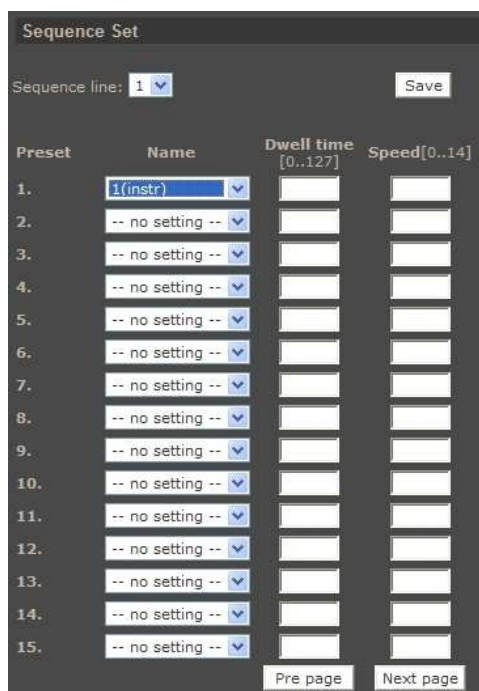 Sequence Set
Sequence line: 1 Save
Preset Name Dwell time [0..127] Speed[0..14]
1. 1(instr)
2. -- no setting --
3. -- no setting --
4. -- no setting --
5. -- no setting --
6. -- no setting --
7. -- no setting --
8. -- no setting --
9. -- no setting --
10. -- no setting --
11. -- no setting --
12. -- no setting --
13. -- no setting --
14. -- no setting --
15. -- no setting --
Pre page Next page